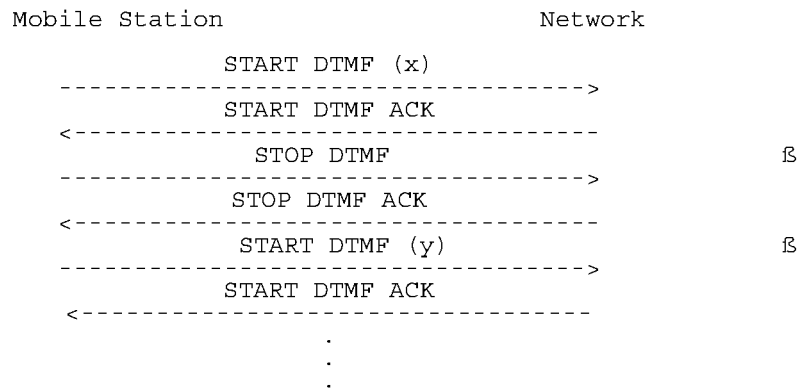 Mobile Station Network
START DTMF (x)
----------------------------------->
START DTMF ACK
<-----------------------------------
STOP DTMF ß
----------------------------------->
STOP DTMF ACK
<-----------------------------------
START DTMF (y) ß
----------------------------------->
START DTMF ACK
<----------------------------------
.
.
.